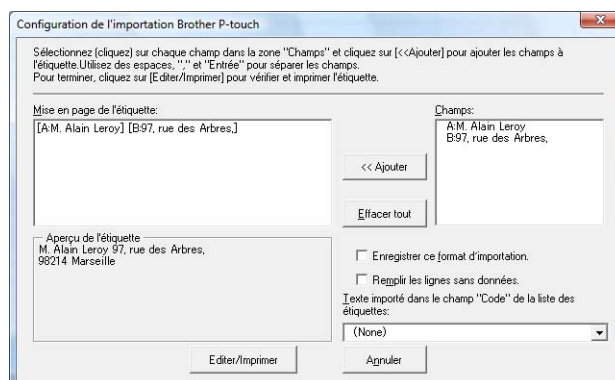 Configuration de l'importation Brother P-touch
Sélectionnez (cliquez) sur chaque champ dans la zone "Champs" et cliquez sur [<<Ajouter] pour ajouter les champs à
l'étiquette.Utilisez des espaces, "," et "Entrée" pour séparer les champs.
Pour terminer, cliquez sur [Editer/Imprimer] pour vérifier et imprimer l'étiquette.
Mise en page de l'étiquette:
[A:M. Alain Leroy] [B:97, rue des Arbres,]
Champs:
A:M. Alain Leroy
B:97, rue des Arbres,
<< Ajouter
Effacer tout
Aperçu de l'étiquette
M. Alain Leroy 97, rue des Arbres,
98214 Marseille
Enregistrer ce format d'importation.
Remplir les lignes sans données.
Texte importé dans le champ "Code" de la liste des
étiquettes:
(None)
Editer/Imprimer
Annuler